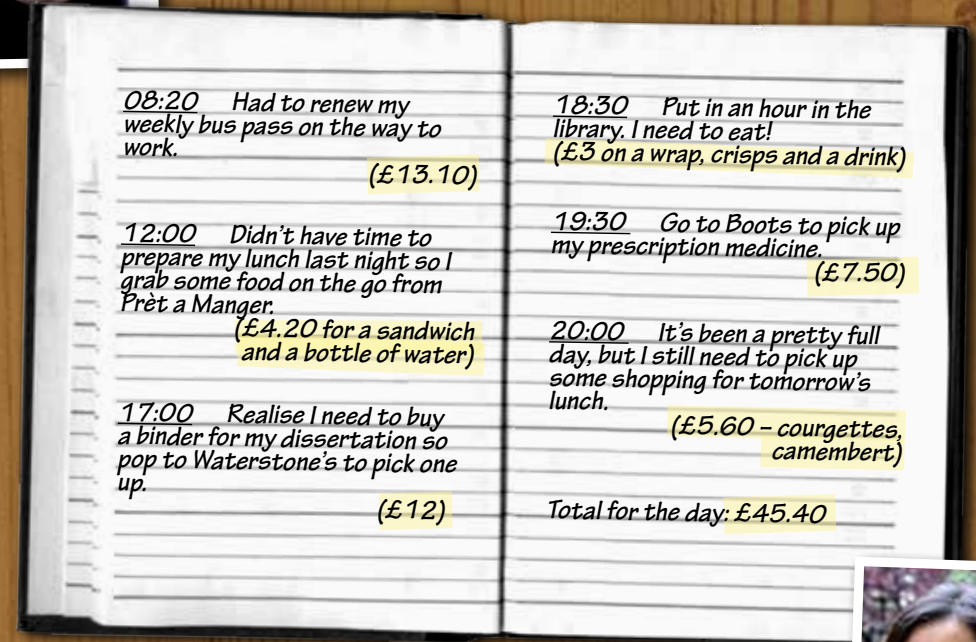 08:20 Had to renew my
weekly bus pass on the way to
work.
(£13.10)
12:00 Didn't have time to
prepare my lunch last night so I
grab some food on the go from
Prèt a Manger.
(£4.20 for a sandwich
and a bottle of water)
17:00 Realise I need to buy
a binder for my dissertation so
pop to Waterstone's to pick one
up.
(£12)
18:30 Put in an hour in the
library. I need to eat!
(£3 on a wrap, crisps and a drink)
19:30 Go to Boots to pick up
my prescription medicine.
(£7.50)
20:00 It's been a pretty full
day, but I still need to pick up
some shopping for tomorrow's
lunch.
(£5.60 – courgettes,
camembert)
Total for the day: £45.40